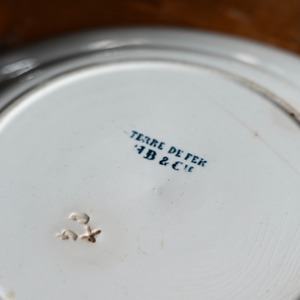 TERRE DE FER
HB & Cie